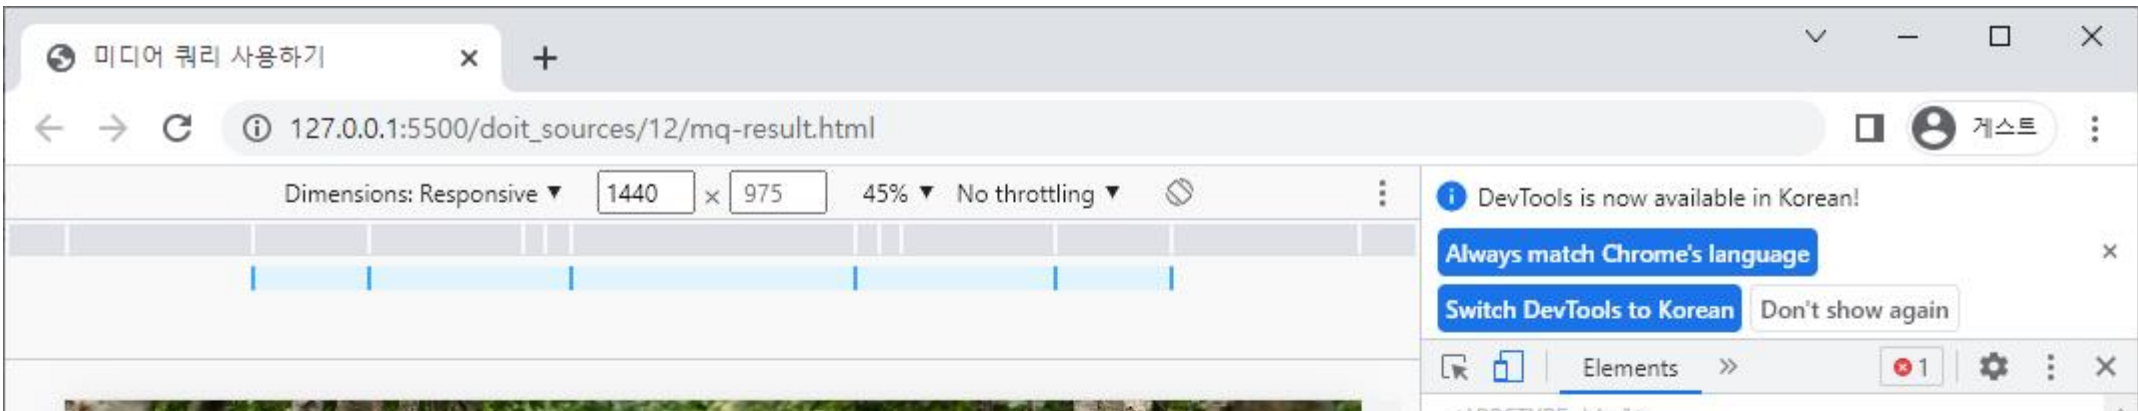 미디어 쿼리 사용하기
127.0.0.1:5500/doit_sources/12/mq-result.html
게스트
Dimensions: Responsive ▼ 1440 × 975 45% ▼ No throttling ▼
DevTools is now available in Korean!
Always match Chrome's language
Switch DevTools to Korean Don't show again
Elements » 1